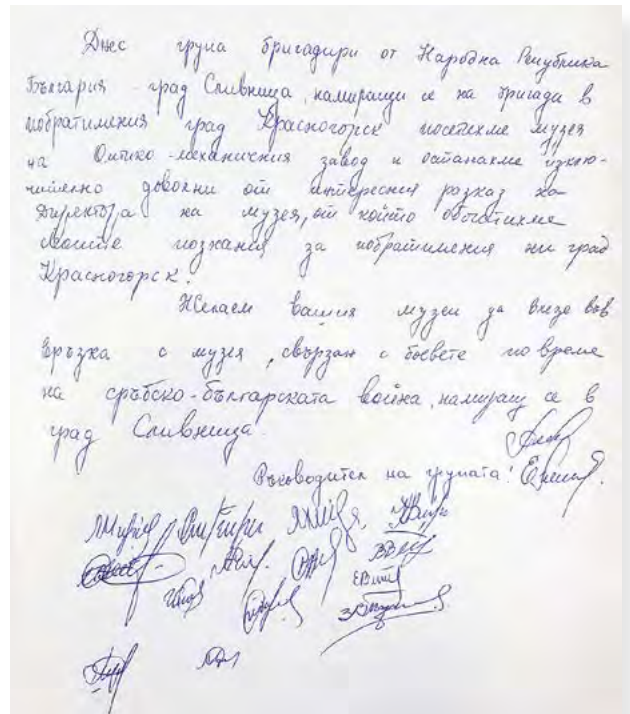 Днес група бригадири от Народна Република
България - град Сливница, намиращи се на бригада в
побратимения град Красногорск посетихме музея
на Оптико-механичния завод и останахме изклю-
чително доволни от интересния разказ на
директора на музея, от който обогатихме
своите познания за побратимения ни град
Красногорск.
Желаем вашия музей да влезе във
връзка с музея, свързан с боевете по време
на сръбско-българската война, намиращ се в
град Сливница.
Ръководител на групата: